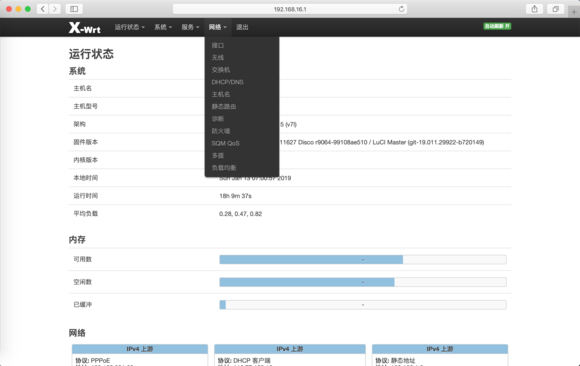 192.168.16.1
X-Wrt 运行状态 系统 服务 网络 退出 自动刷新 开
接口
无线
交换机
DHCP/DNS
主机名
静态路由
诊断
防火墙
SQM QoS
多拨
负载均衡
运行状态
系统
主机名
主机型号
架构 5 (v7l)
固件版本 11627 Disco r9064-99108ae510 / LuCI Master (git-19.011.29922-b720149)
内核版本
本地时间 2019
运行时间 18h 9m 37s
平均负载 0.28, 0.47, 0.82
内存
可用数 -
空闲数 -
已缓冲 -
网络
IPv4 上游 IPv4 上游 IPv4 上游
协议: PPPoE 协议: DHCP 客户端 协议: 静态地址